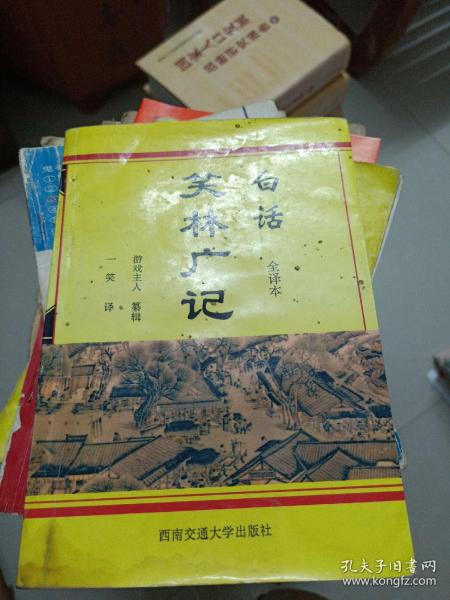 白话
全译本
笑林广记
游戏主人 纂辑
一笑 译
西南交通大学出版社
孔夫子旧书网
www.kongfz.com